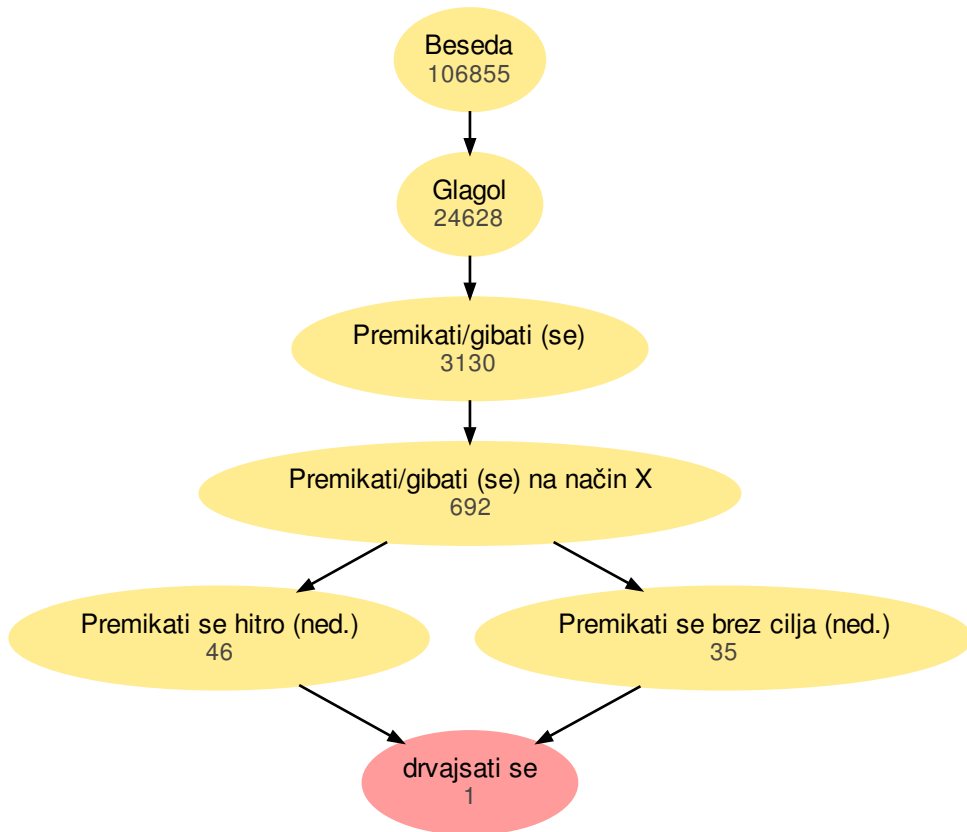 Beseda
106855
Glagol
24628
Premikati/gibati (se)
3130
Premikati/gibati (se) na način X
692
Premikati se hitro (ned.)
46
Premikati se brez cilja (ned.)
35
drvajsati se
1